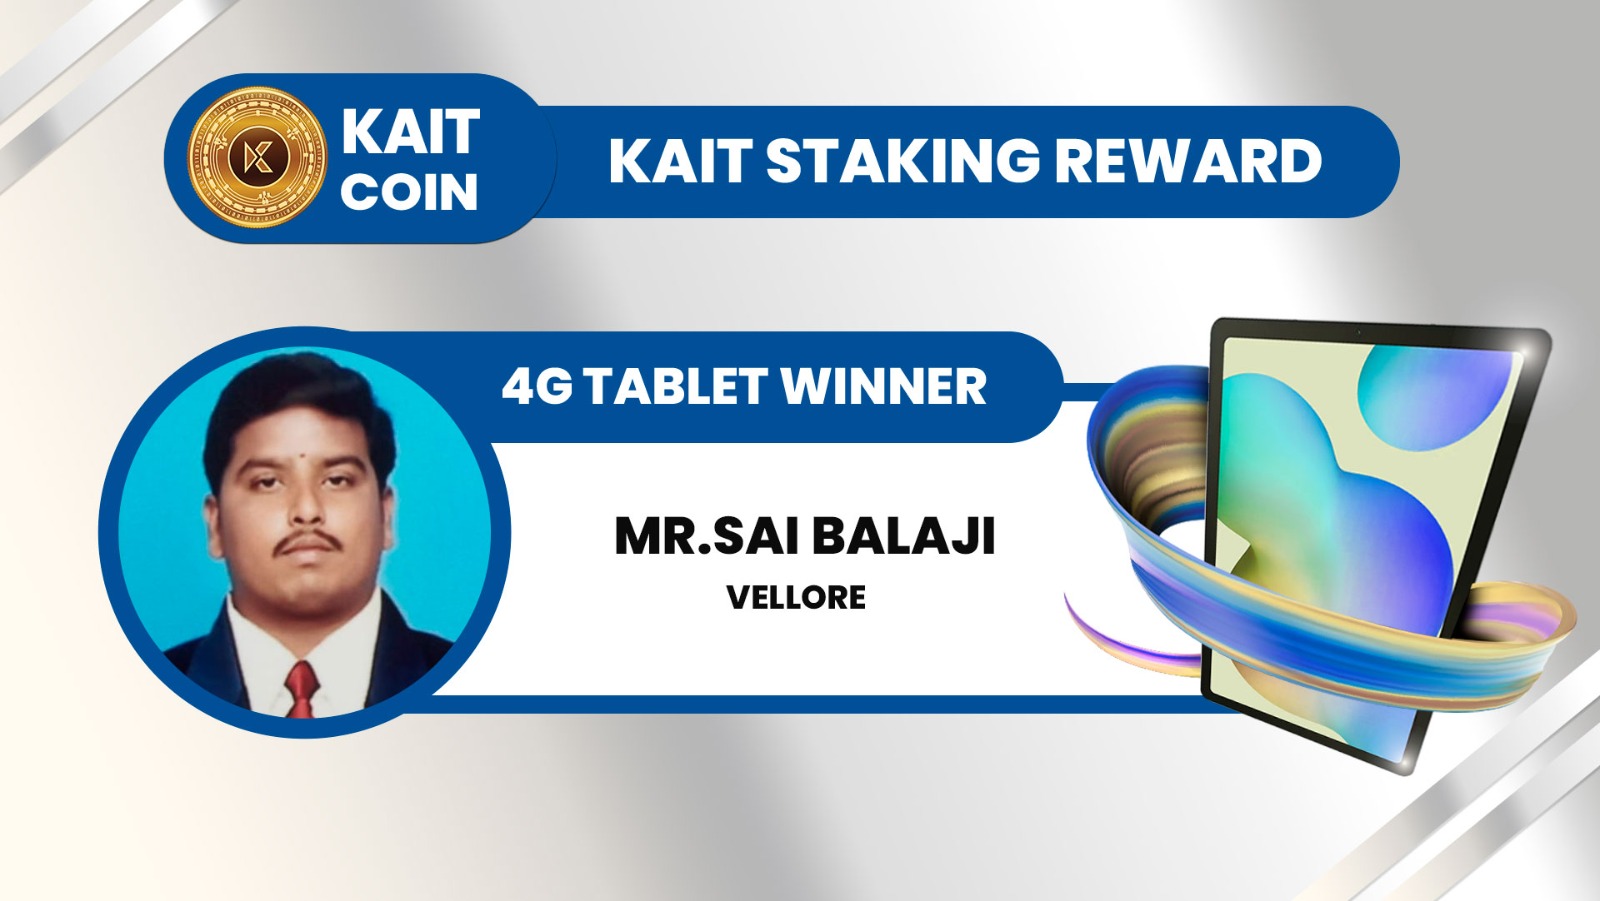 KAIT
COIN
KAIT STAKING REWARD
4G TABLET WINNER
MR.SAI BALAJI
VELLORE